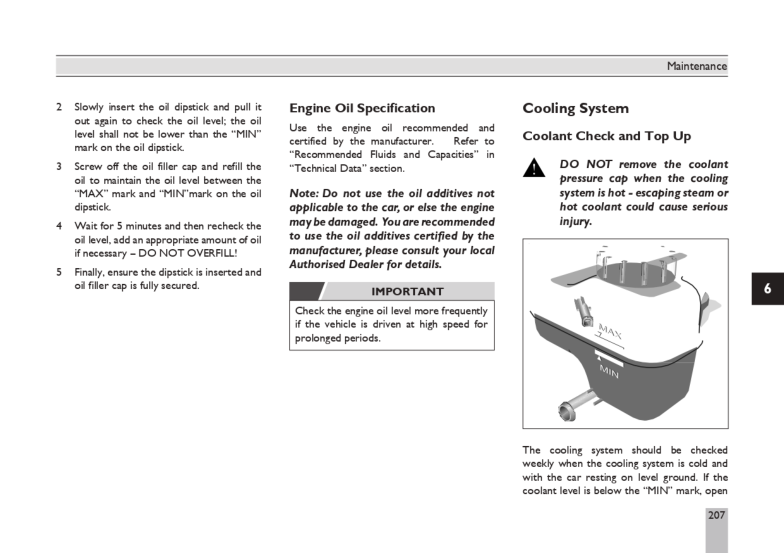 Maintenance
2 Slowly insert the oil dipstick and pull it
out again to check the oil level; the oil
level shall not be lower than the “MIN”
mark on the oil dipstick.
3 Screw off the oil filler cap and refill the
oil to maintain the oil level between the
“MAX” mark and “MIN”mark on the oil
dipstick.
4 Wait for 5 minutes and then recheck the
oil level, add an appropriate amount of oil
if necessary – DO NOT OVERFILL!
5 Finally, ensure the dipstick is inserted and
oil filler cap is fully secured.
Engine Oil Specification
Use the engine oil recommended and
certified by the manufacturer. Refer to
“Recommended Fluids and Capacities” in
“Technical Data” section.
Note: Do not use the oil additives not
applicable to the car, or else the engine
may be damaged. You are recommended
to use the oil additives certified by the
manufacturer, please consult your local
Authorised Dealer for details.
IMPORTANT
Check the engine oil level more frequently
if the vehicle is driven at high speed for
prolonged periods.
Cooling System
Coolant Check and Top Up
DO NOT remove the coolant
pressure cap when the cooling
system is hot - escaping steam or
hot coolant could cause serious
injury.
MAX
MIN
The cooling system should be checked
weekly when the cooling system is cold and
with the car resting on level ground. If the
coolant level is below the “MIN” mark, open
6
207